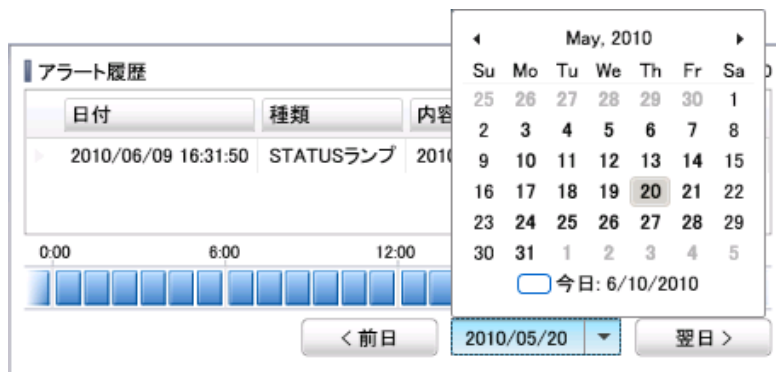 アラート履歴
日付 種類 内容
2010/06/09 16:31:50 STATUSランプ 2010
0:00 6:00 12:00
May, 2010
Su Mo Tu We Th Fr Sa
25 26 27 28 29 30 1
2 3 4 5 6 7 8
9 10 11 12 13 14 15
16 17 18 19 20 21 22
23 24 25 26 27 28 29
30 31 1 2 3 4 5
今日: 6/10/2010
<前日 2010/05/20 翌日>